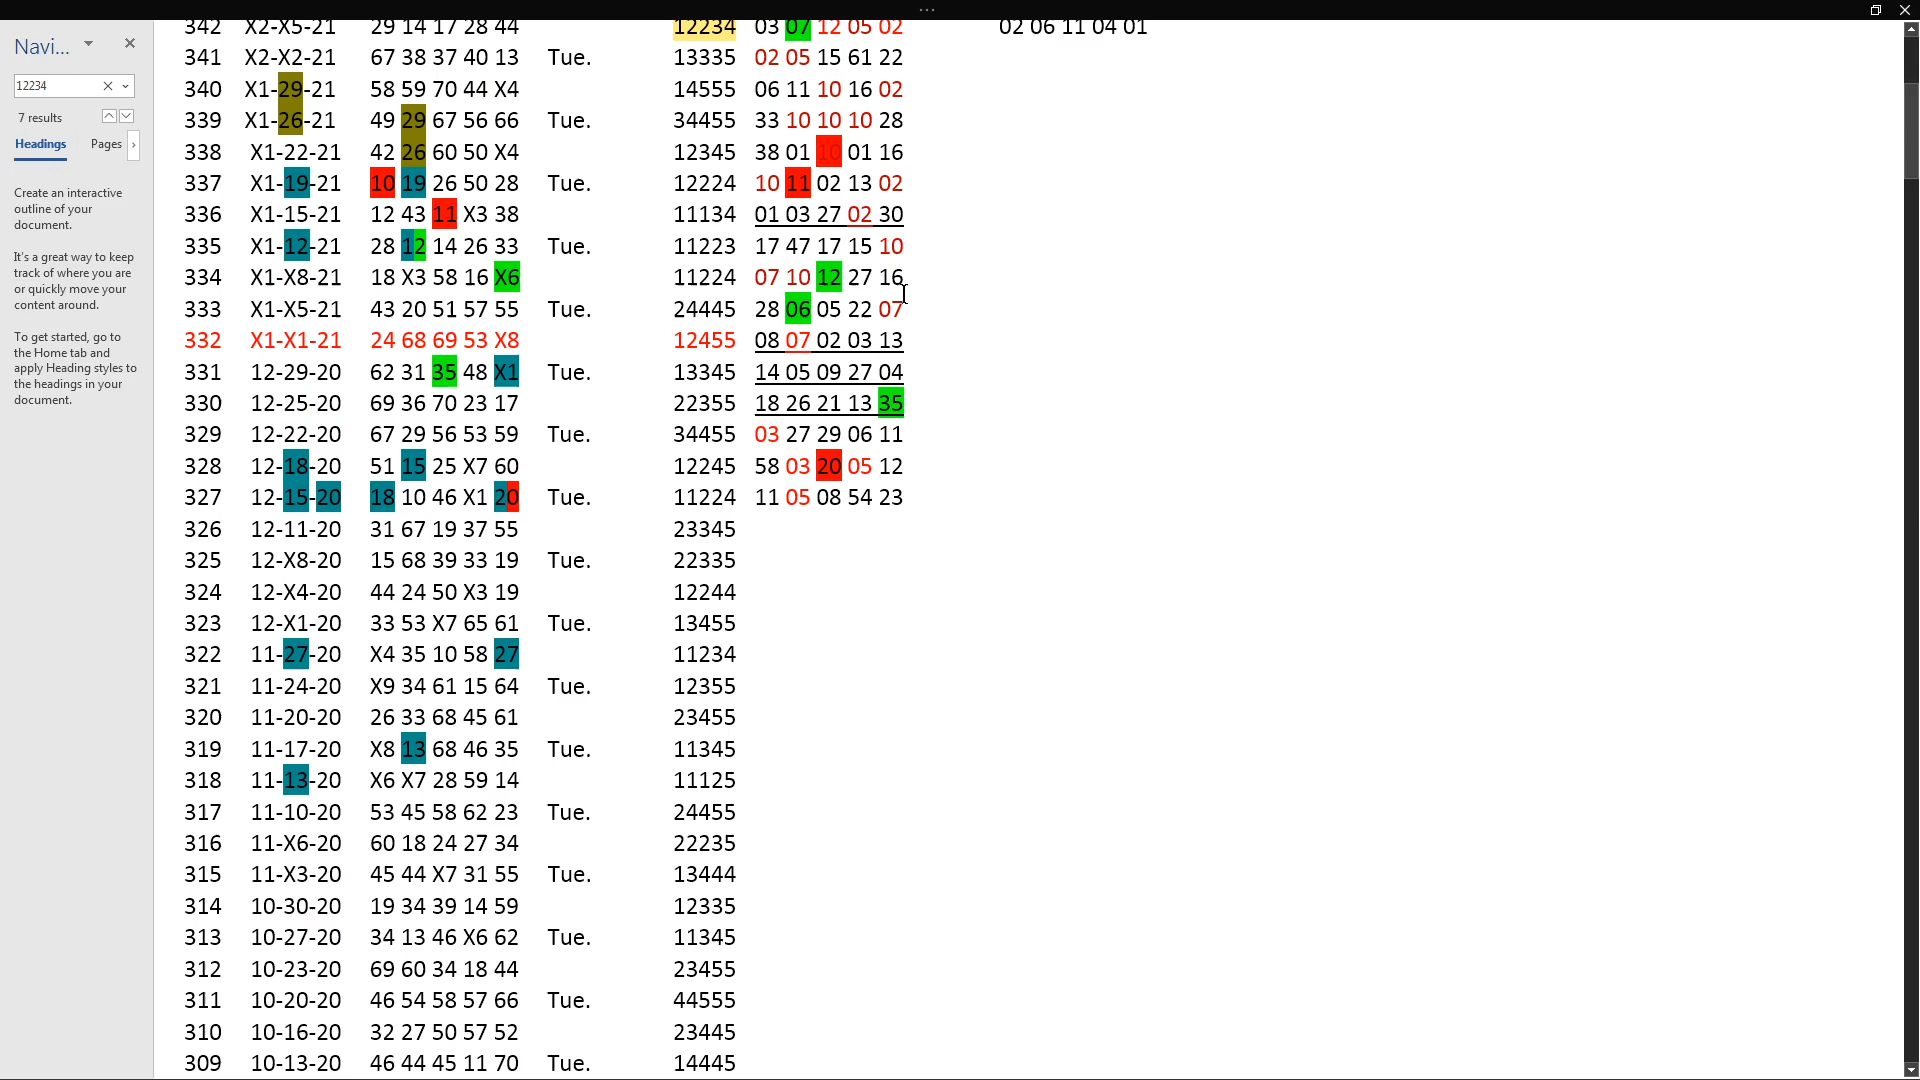 Navi...
12234
7 results
Headings Pages
Create an interactive
outline of your
document.
It's a great way to keep
track of where you are
or quickly move your
content around.
To get started, go to
the Home tab and
apply Heading styles to
the headings in your
document.
342 X2-X5-21 29 14 17 28 44 12234 03 07 12 05 02 02 06 11 04 01
341 X2-X2-21 67 38 37 40 13 Tue. 13335 02 05 15 61 22
340 X1-29-21 58 59 70 44 X4 14555 06 11 10 16 02
339 X1-26-21 49 29 67 56 66 Tue. 34455 33 10 10 10 28
338 X1-22-21 42 26 60 50 X4 12345 38 01 10 01 16
337 X1-19-21 10 19 26 50 28 Tue. 12224 10 11 02 13 02
336 X1-15-21 12 43 11 X3 38 11134 01 03 27 02 30
335 X1-12-21 28 12 14 26 33 Tue. 11223 17 47 17 15 10
334 X1-X8-21 18 X3 58 16 X6 11224 07 10 12 27 16
333 X1-X5-21 43 20 51 57 55 Tue. 24445 28 06 05 22 07
332 X1-X1-21 24 68 69 53 X8 12455 08 07 02 03 13
331 12-29-20 62 31 35 48 X1 Tue. 13345 14 05 09 27 04
330 12-25-20 69 36 70 23 17 22355 18 26 21 13 35
329 12-22-20 67 29 56 53 59 Tue. 34455 03 27 29 06 11
328 12-18-20 51 15 25 X7 60 12245 58 03 20 05 12
327 12-15-20 18 10 46 X1 20 Tue. 11224 11 05 08 54 23
326 12-11-20 31 67 19 37 55 23345
325 12-X8-20 15 68 39 33 19 Tue. 22335
324 12-X4-20 44 24 50 X3 19 12244
323 12-X1-20 33 53 X7 65 61 Tue. 13455
322 11-27-20 X4 35 10 58 27 11234
321 11-24-20 X9 34 61 15 64 Tue. 12355
320 11-20-20 26 33 68 45 61 23455
319 11-17-20 X8 13 68 46 35 Tue. 11345
318 11-13-20 X6 X7 28 59 14 11125
317 11-10-20 53 45 58 62 23 Tue. 24455
316 11-X6-20 60 18 24 27 34 22235
315 11-X3-20 45 44 X7 31 55 Tue. 13444
314 10-30-20 19 34 39 14 59 12335
313 10-27-20 34 13 46 X6 62 Tue. 11345
312 10-23-20 69 60 34 18 44 23455
311 10-20-20 46 54 58 57 66 Tue. 44555
310 10-16-20 32 27 50 57 52 23445
309 10-13-20 46 44 45 11 70 Tue. 14445